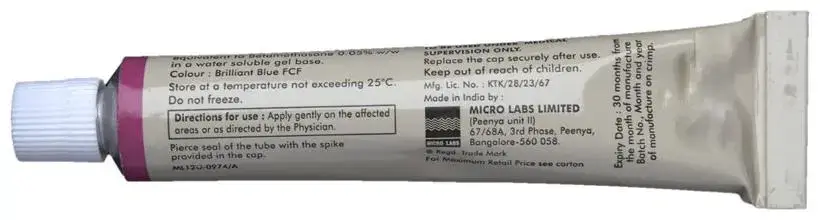 equivalent to Betamethasone 0.05% w/w
in a water soluble gel base.
Colour : Brilliant Blue FCF
Store at a temperature not exceeding 25°C.
Do not freeze.
Directions for use : Apply gently on the affected
areas or as directed by the Physician.
Pierce seal of the tube with the spike
provided in the cap.
TO BE USED UNDER MEDICAL
SUPERVISION ONLY.
Replace the cap securely after use.
Keep out of reach of children.
Mfg. Lic. No. : KTK/28/23/67
Made in India by :
MICRO LABS LIMITED
(Peenya unit II)
67/68A, 3rd Phase, Peenya,
Bangalore-560 058.
MICRO LABS
® Regd. Trade Mark
For Maximum Retail Price see carton
Expiry Date : 30 months from
the month of manufacture
Batch No., Month and year
of manufacture on crimp.